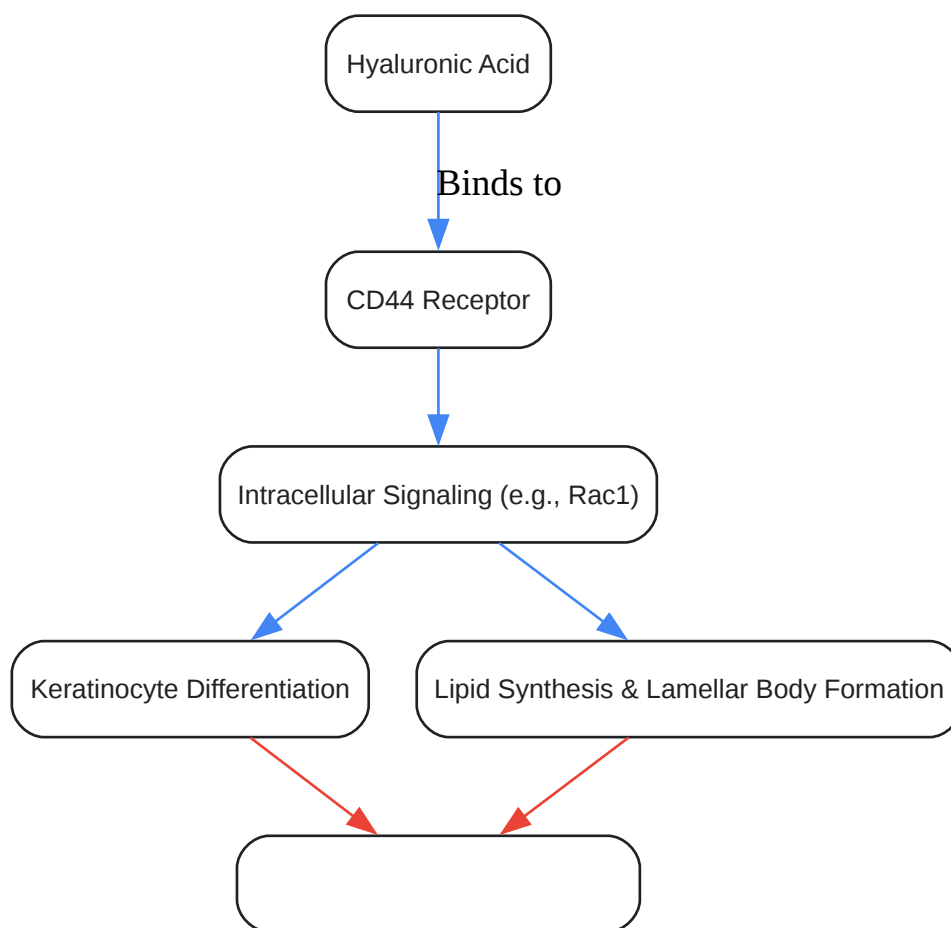 Hyaluronic Acid
Binds to
CD44 Receptor
Intracellular Signaling (e.g., Rac1)
Keratinocyte Differentiation
Lipid Synthesis & Lamellar Body Formation